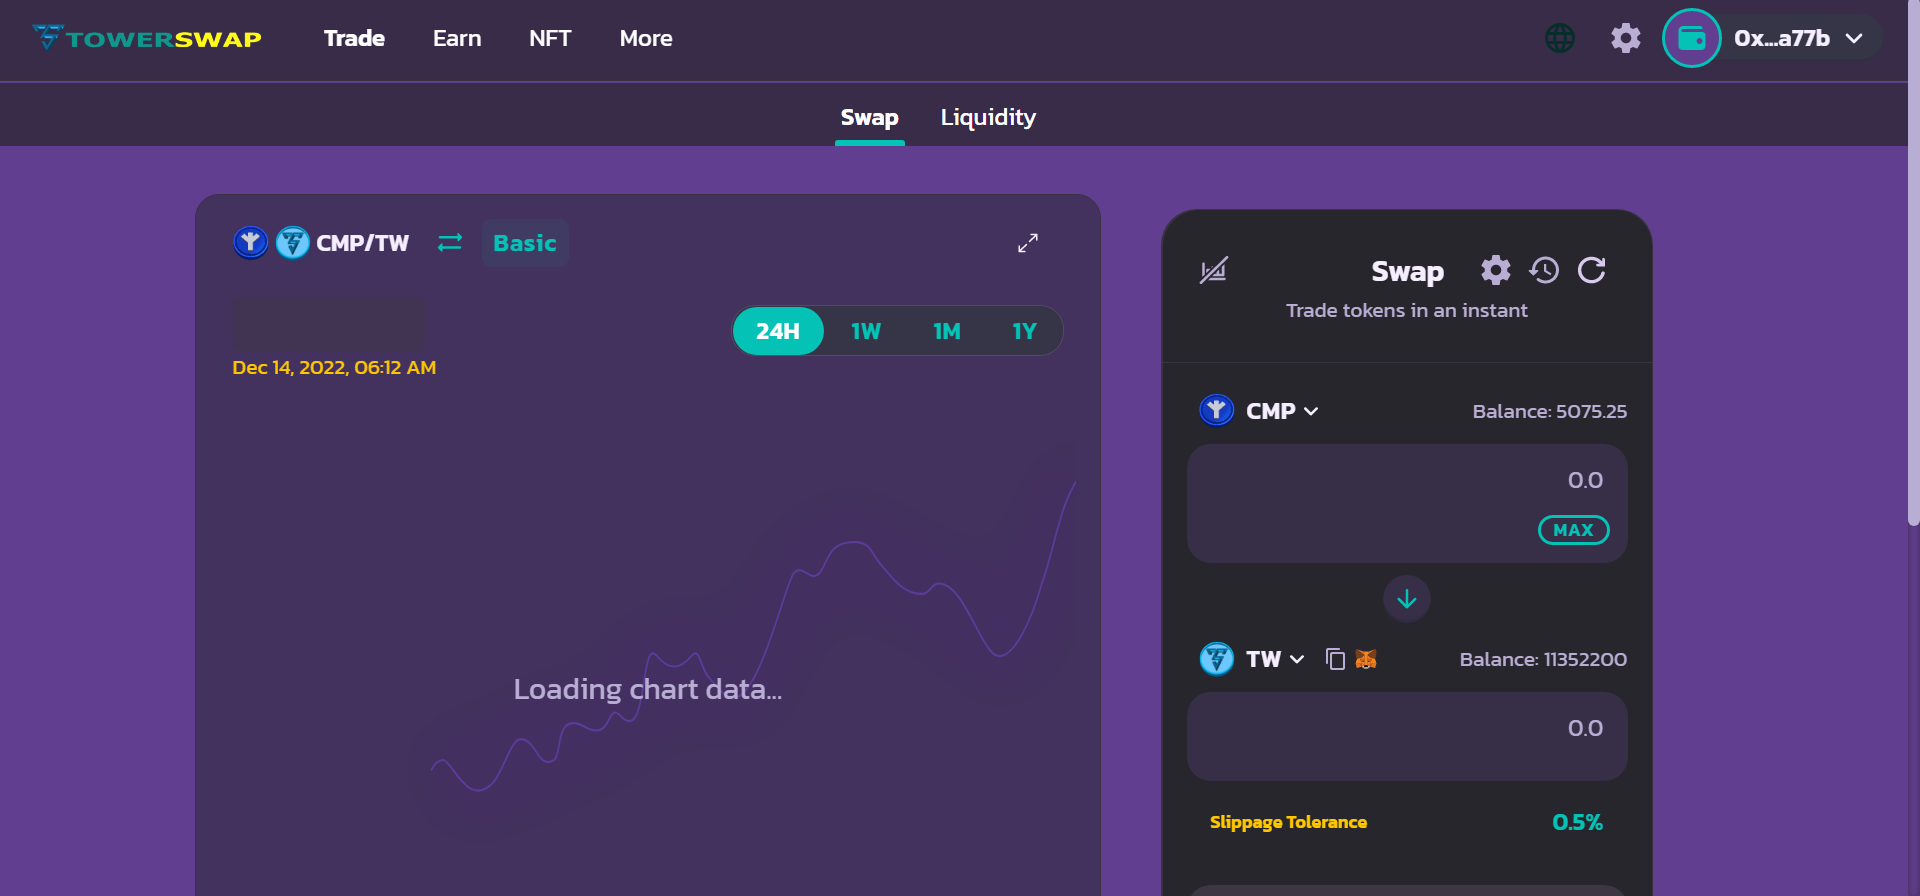 TOWERSWAP
Trade Earn NFT More
0x...a77b
Swap Liquidity
CMP/TW Basic
24H 1W 1M 1Y
Dec 14, 2022, 06:12 AM
Loading chart data...
Swap
Trade tokens in an instant
CMP Balance: 5075.25
0.0
MAX
TW Balance: 11352200
0.0
Slippage Tolerance 0.5%